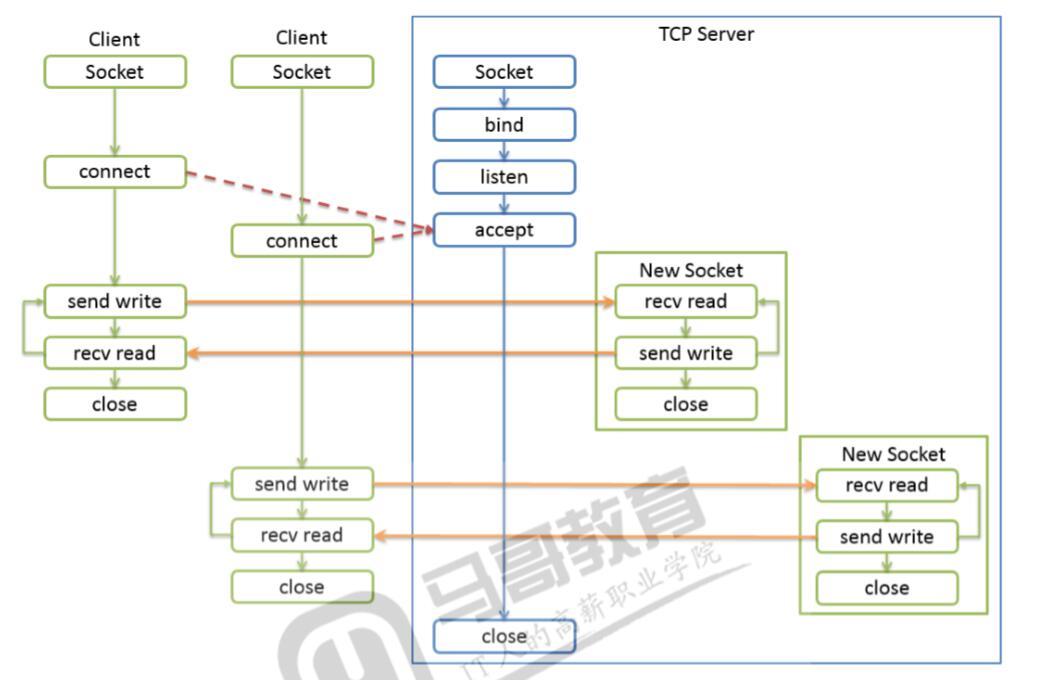 Client
Socket
connect
send write
recv read
close
Client
Socket
connect
send write
recv read
close
TCP Server
Socket
bind
listen
accept
close
New Socket
recv read
send write
close
New Socket
recv read
send write
close
马哥教育
IT人的高薪职业学院